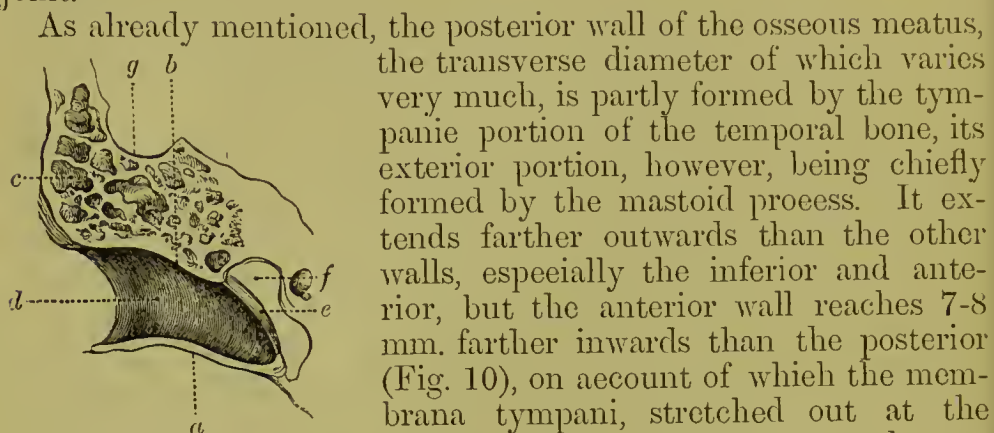 As already mentioned, the posterior wall of the osseous meatus,
g b
the transverse diameter of which varies
very much, is partly formed by the tym-
panic portion of the temporal bone, its
c
exterior portion, however, being chiefly
formed by the mastoid process. It ex-
tends farther outwards than the other
f
walls, especially the inferior and ante-
d
e
rior, but the anterior wall reaches 7-8
mm. farther inwards than the posterior
(Fig. 10), on account of which the mem-
a
brana tympani, stretched out at the